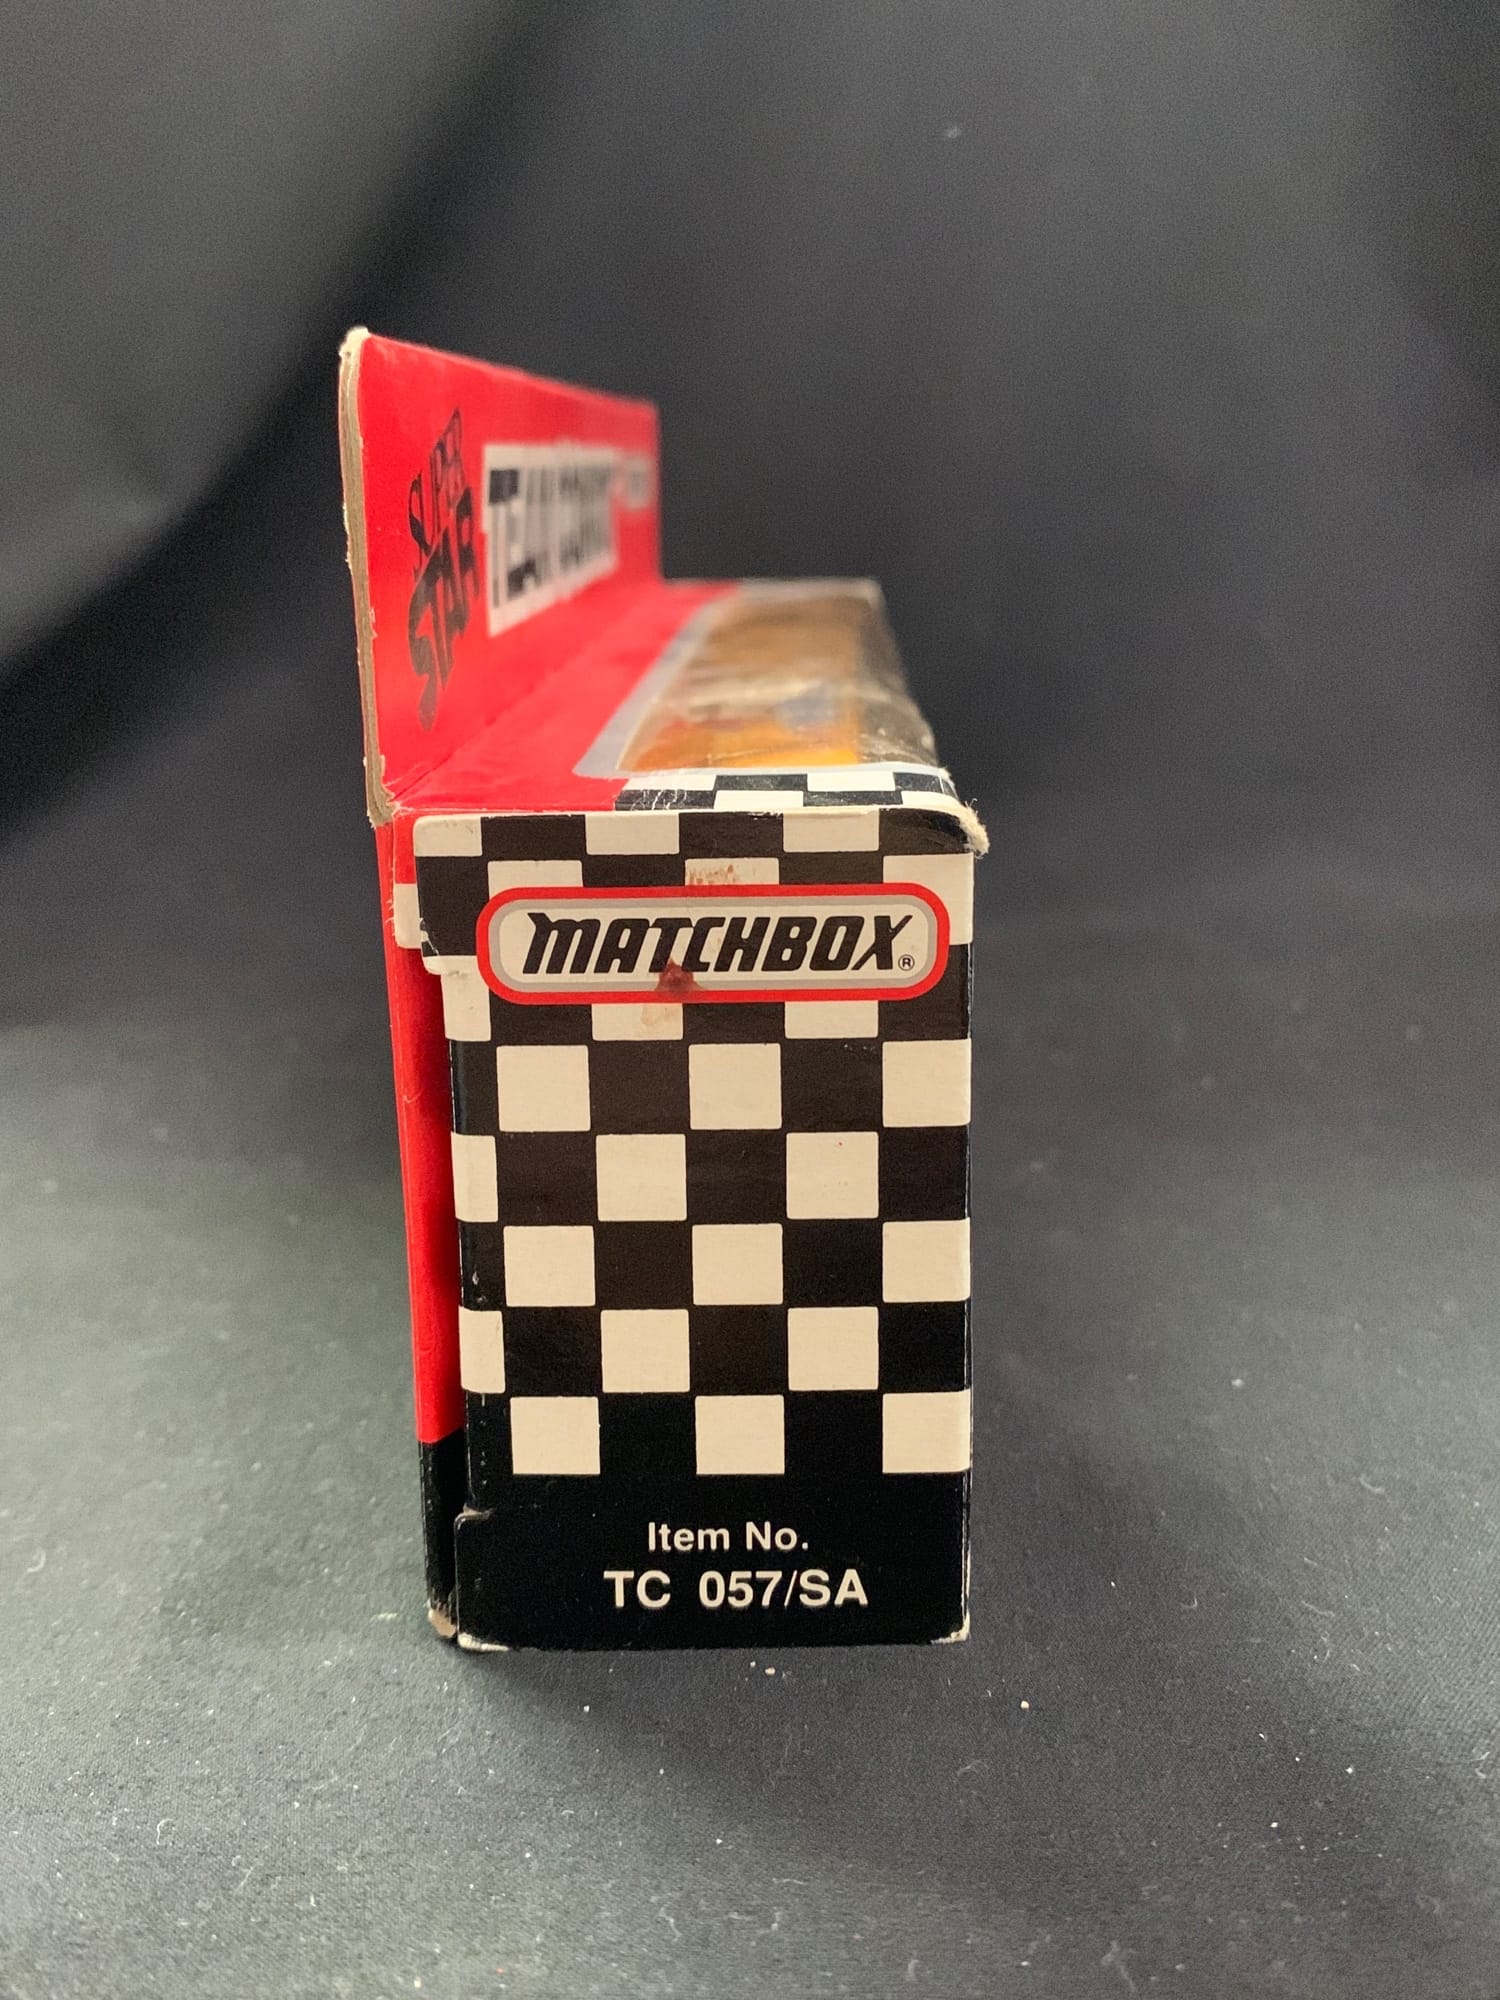 SUPER
STAR
TEAM CONVOY
MATCHBOX®
Item No.
TC 057/SA